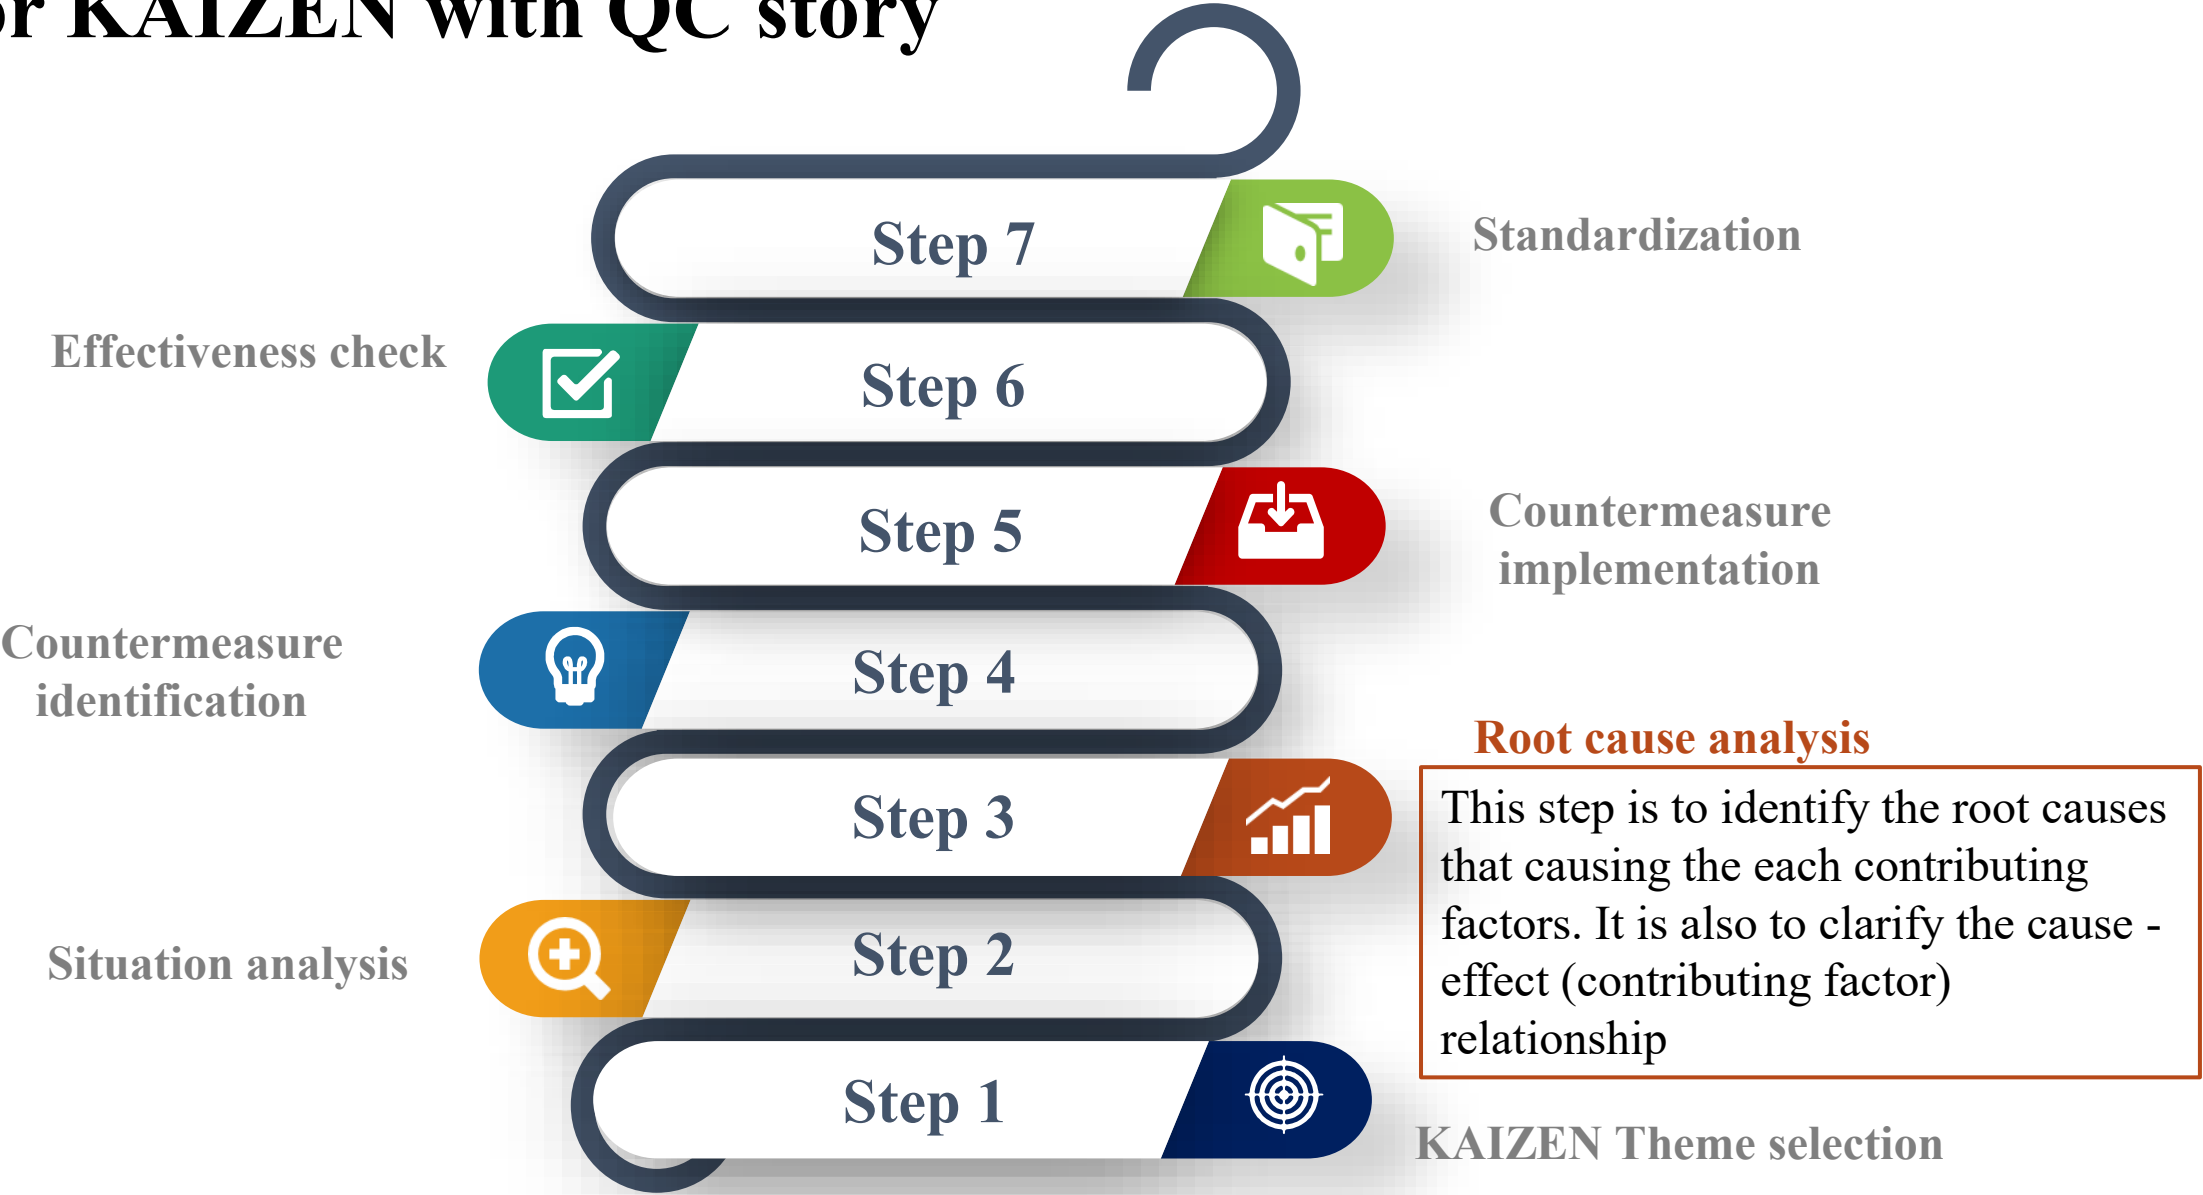 KAIZEN with QC story
Step 7
Standardization
Effectiveness check
Step 6
Step 5
Countermeasure
implementation
Countermeasure
identification
Step 4
Root cause analysis
Step 3
This step is to identify the root causes
that causing the each contributing
factors. It is also to clarify the cause -
effect (contributing factor)
relationship
Situation analysis
Step 2
Step 1
KAIZEN Theme selection